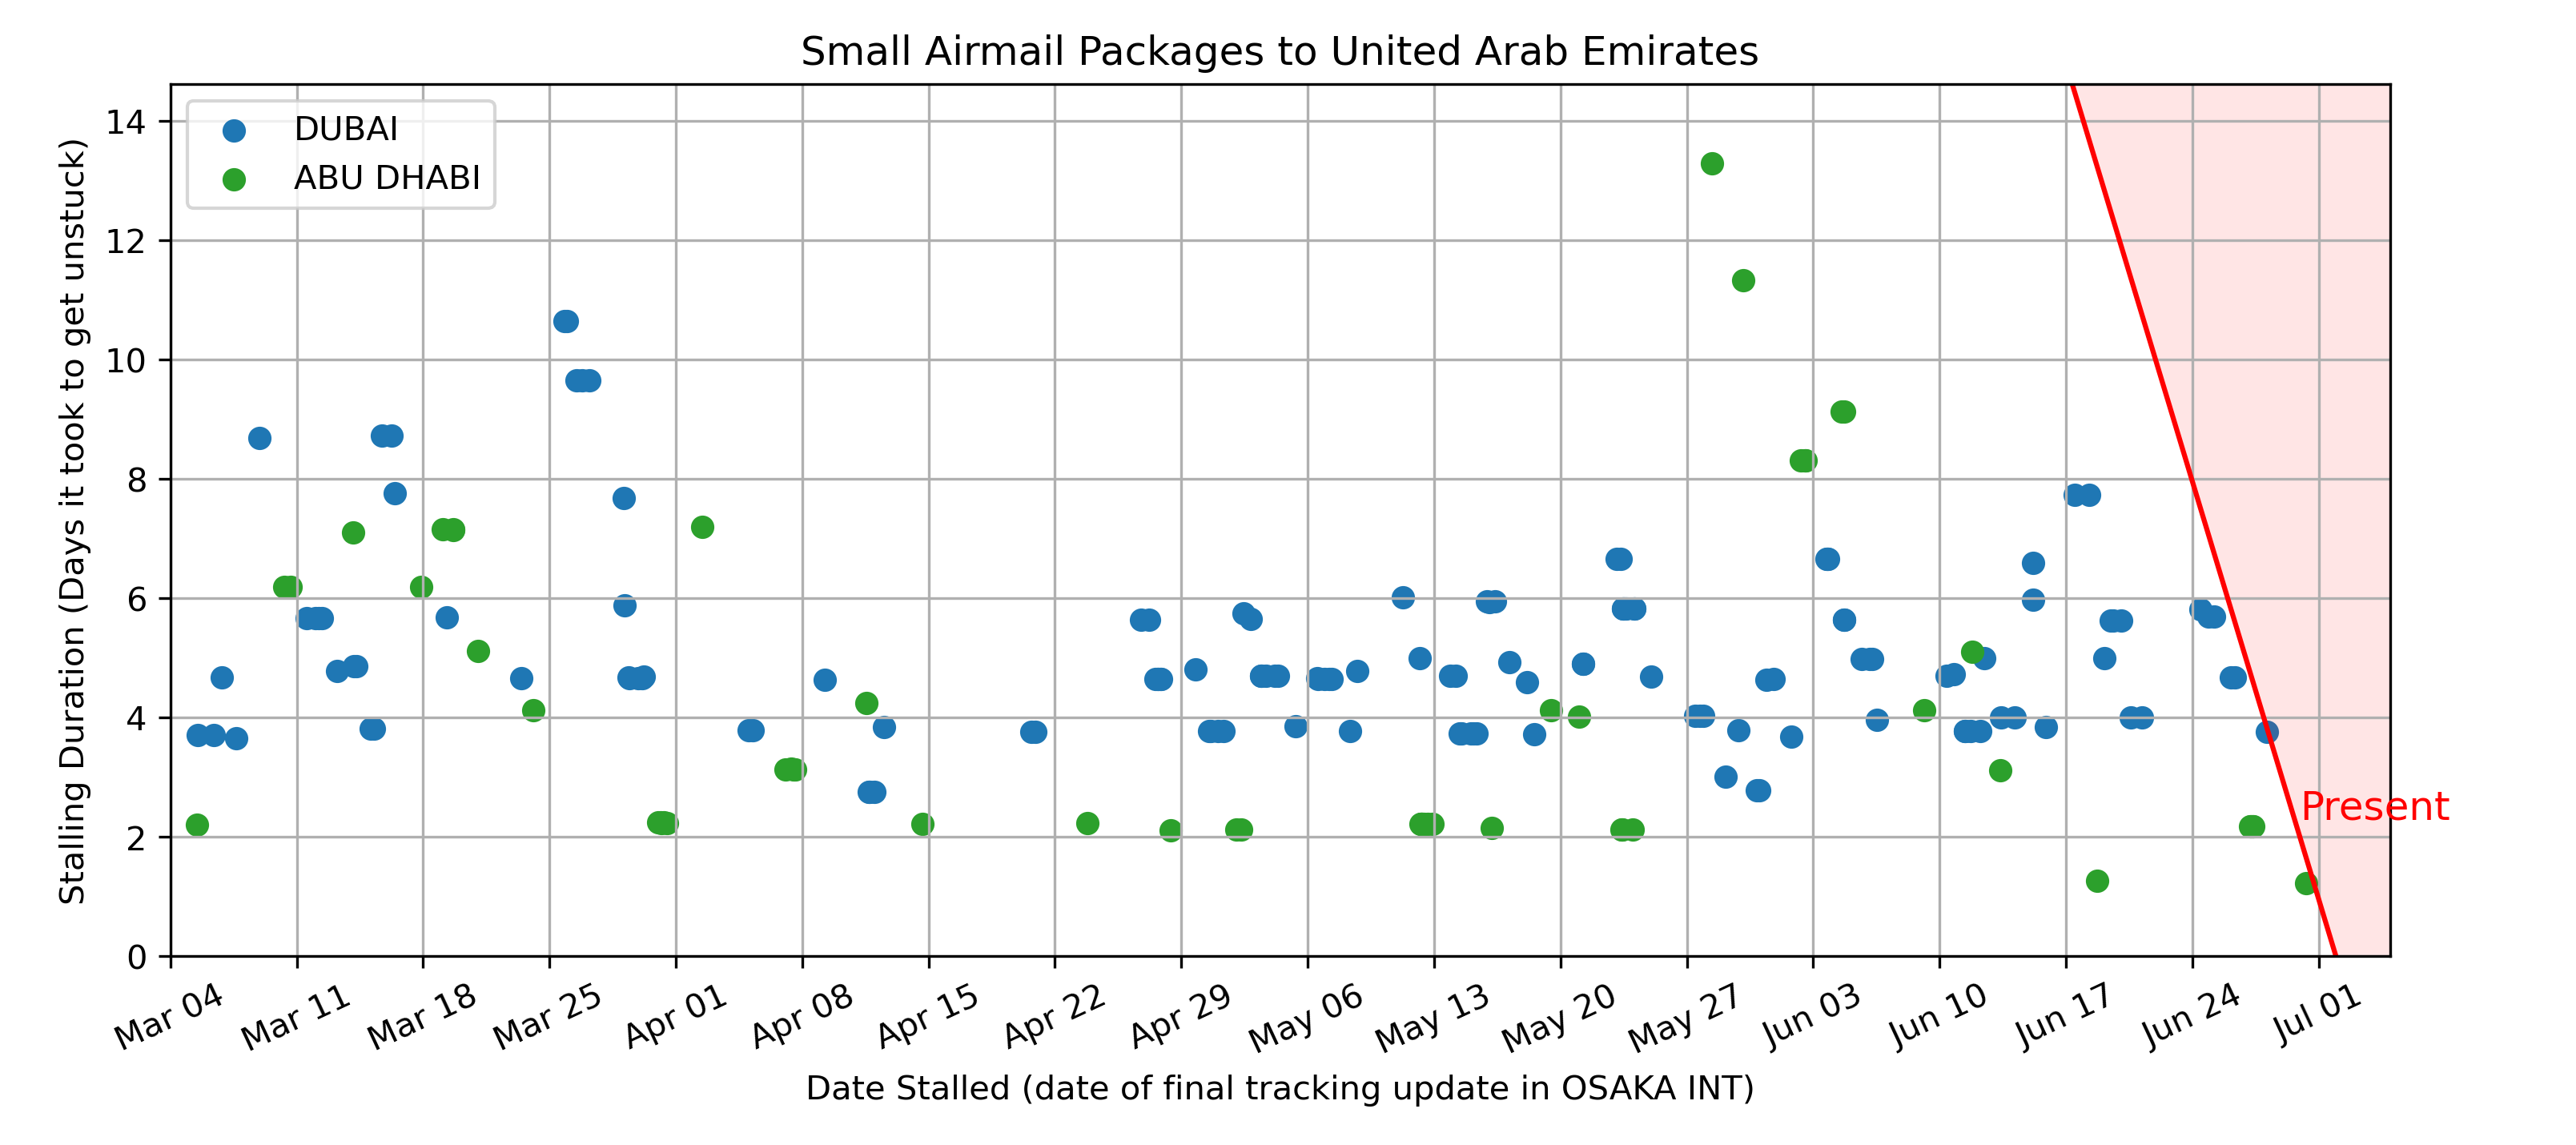 Small Airmail Packages to United Arab Emirates
DUBAI
ABU DHABI
Stalling Duration (Days it took to get unstuck)
14
12
10
8
6
4
2
0
Present
Mar 04
Mar 11
Mar 18
Mar 25
Apr 01
Apr 08
Apr 15
Apr 22
Apr 29
May 06
May 13
May 20
May 27
Jun 03
Jun 10
Jun 17
Jun 24
Jul 01
Date Stalled (date of final tracking update in OSAKA INT)